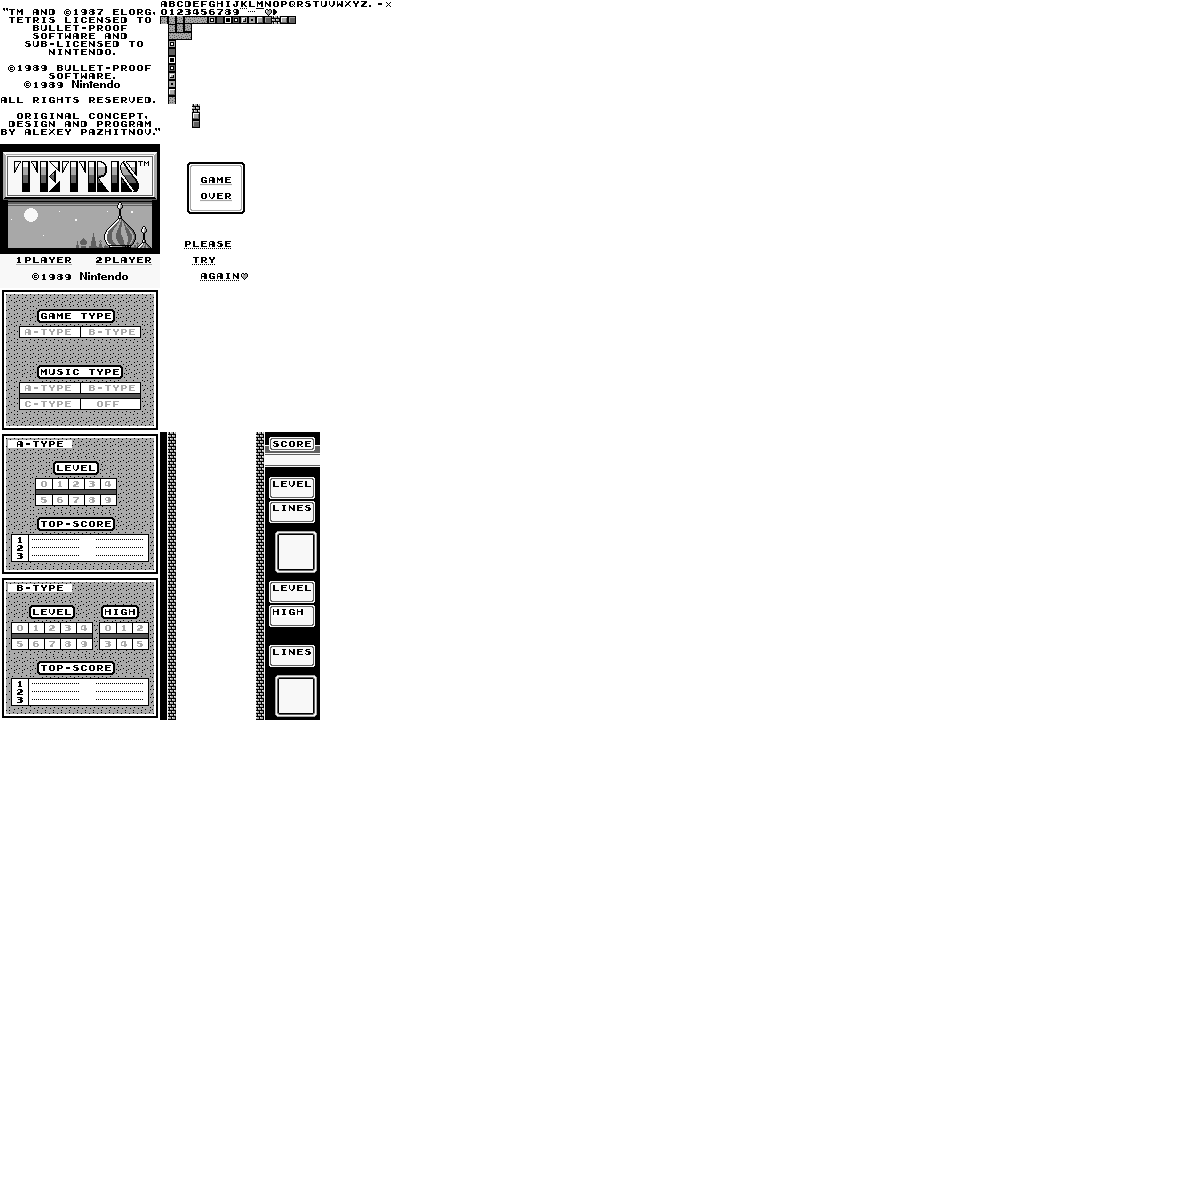 "TM AND ©1987 ELORG,
TETRIS LICENSED TO
BULLET-PROOF
SOFTWARE AND
SUB-LICENSED TO
NINTENDO.
©1989 BULLET-PROOF
SOFTWARE.
©1989 Nintendo
ALL RIGHTS RESERVED.
ORIGINAL CONCEPT,
DESIGN AND PROGRAM
BY ALEXEY PAZHITNOV."
ABCDEFGHIJKLMNOPQRSTUVWXYZ. - ×
0123456789
TETRIS™
1PLAYER 2PLAYER
©1989 Nintendo
GAME
OVER
PLEASE
TRY
AGAIN♥
GAME TYPE
A-TYPE B-TYPE
MUSIC TYPE
A-TYPE B-TYPE
C-TYPE OFF
A-TYPE
LEVEL
0 1 2 3 4
5 6 7 8 9
TOP-SCORE
1
2
3
B-TYPE
LEVEL HIGH
0 1 2 3 4 0 1 2
5 6 7 8 9 3 4 5
TOP-SCORE
1
2
3
SCORE
LEVEL
LINES
LEVEL
HIGH
LINES